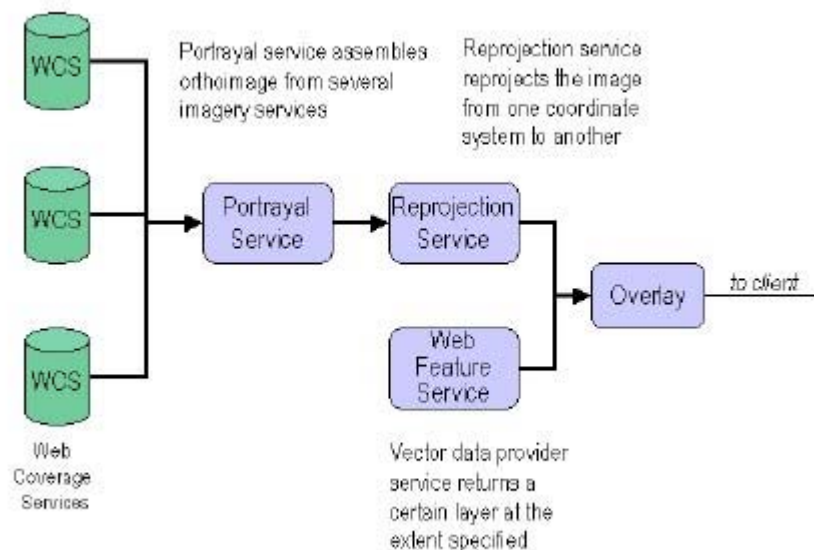 WCS
Portrayal service assembles
orthoimage from several
imagery services
Reprojection service
reprojects the image
from one coordinate
system to another
WCS
Portrayal
Service
Reprojection
Service
Overlay
to client
WCS
Web
Feature
Service
Web
Coverage
Services
Vector data provider
service returns a
certain layer at the
extent specified